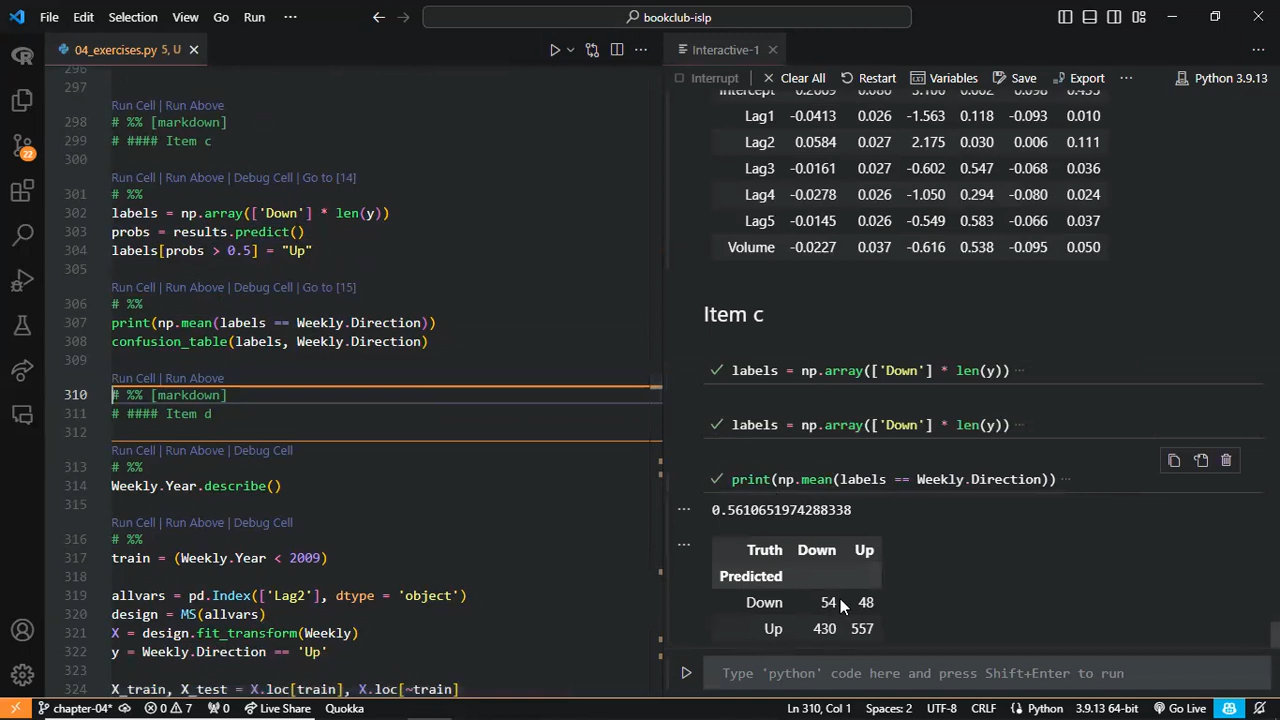 File Edit Selection View Go Run ··· bookclub-islp
04_exercises.py 5, U
296
297
Run Cell | Run Above
298 # %% [markdown]
299 # #### Item c
300
Run Cell | Run Above | Debug Cell | Go to [14]
301 # %%
302 labels = np.array(['Down'] * len(y))
303 probs = results.predict()
304 labels[probs > 0.5] = "Up"
305
Run Cell | Run Above | Debug Cell | Go to [15]
306 # %%
307 print(np.mean(labels == Weekly.Direction))
308 confusion_table(labels, Weekly.Direction)
309
Run Cell | Run Above
310 # %% [markdown]
311 # #### Item d
312
Run Cell | Run Above | Debug Cell
313 # %%
314 Weekly.Year.describe()
315
Run Cell | Run Above | Debug Cell
316 # %%
317 train = (Weekly.Year < 2009)
318
319 allvars = pd.Index(['Lag2'], dtype = 'object')
320 design = MS(allvars)
321 X = design.fit_transform(Weekly)
322 y = Weekly.Direction == 'Up'
323
324 X_train, X_test = X.loc[train], X.loc[~train]
Interactive-1
Interrupt Clear All Restart Variables Save Export ··· Python 3.9.13
Intercept 0.2669 0.086 3.106 0.002 0.098 0.435
Lag1 -0.0413 0.026 -1.563 0.118 -0.093 0.010
Lag2 0.0584 0.027 2.175 0.030 0.006 0.111
Lag3 -0.0161 0.027 -0.602 0.547 -0.068 0.036
Lag4 -0.0278 0.026 -1.050 0.294 -0.080 0.024
Lag5 -0.0145 0.026 -0.549 0.583 -0.066 0.037
Volume -0.0227 0.037 -0.616 0.538 -0.095 0.050
Item c
labels = np.array(['Down'] * len(y)) ···
labels = np.array(['Down'] * len(y)) ···
print(np.mean(labels == Weekly.Direction)) ···
0.5610651974288338
Truth Down Up
Predicted
Down 54 48
Up 430 557
Type 'python' code here and press Shift+Enter to run
22
chapter-04* 0 7 0 Live Share Quokka Ln 310, Col 1 Spaces: 2 UTF-8 CRLF Python 3.9.13 64-bit Go Live